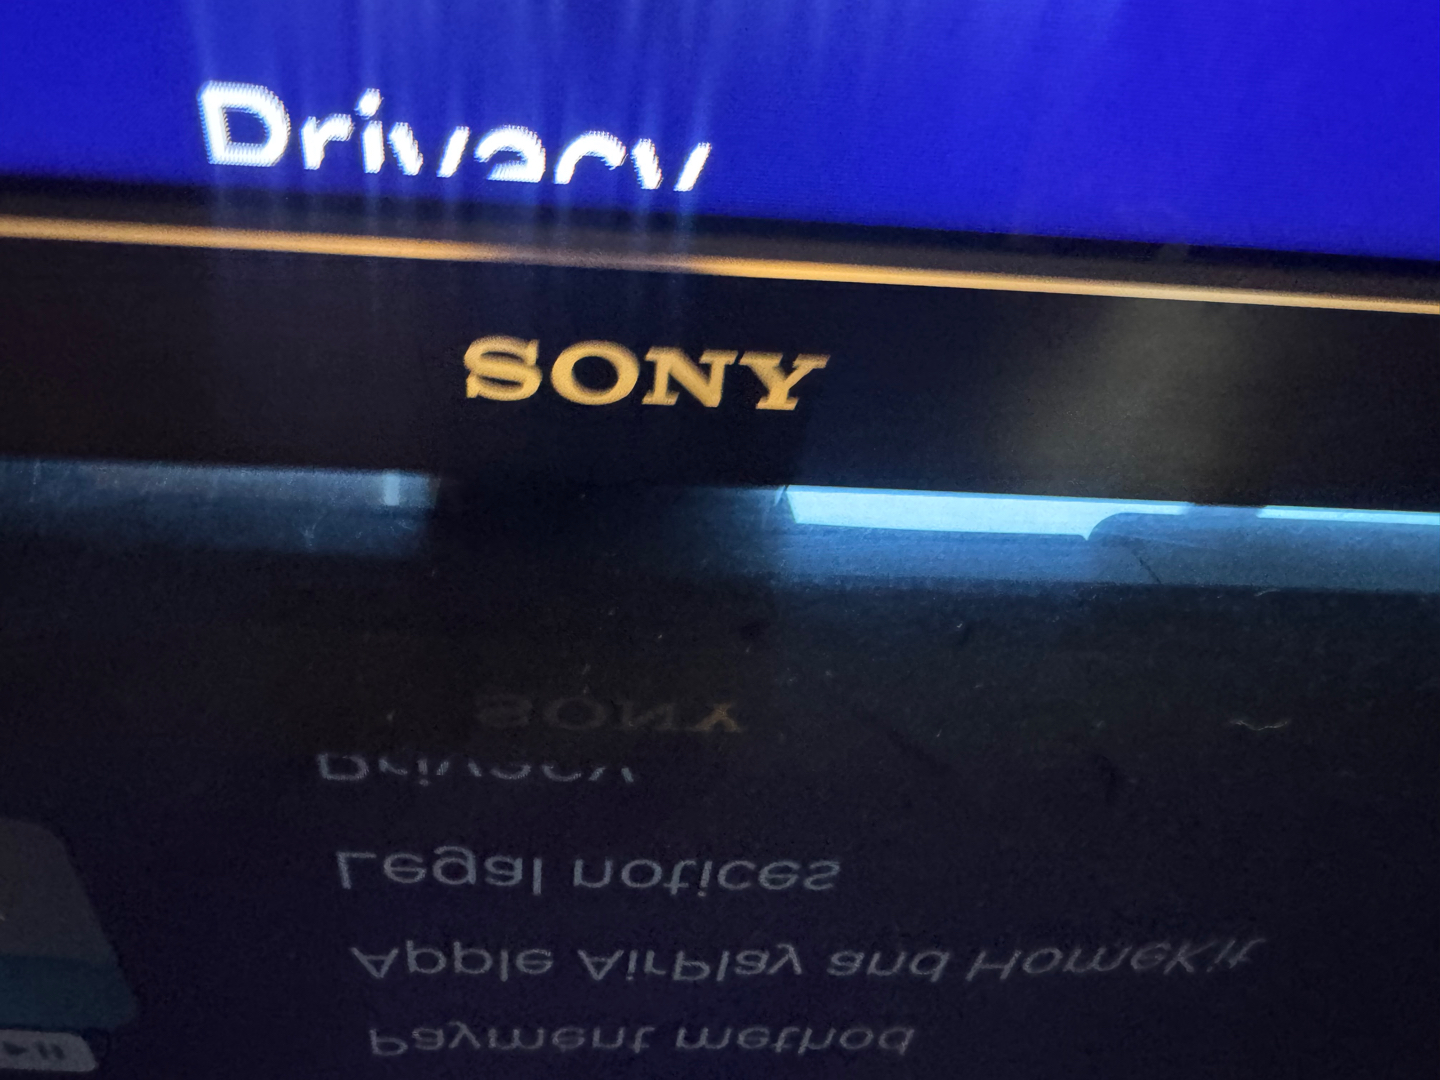 Privacy
SONY
SONY
Privacy
Legal notices
Apple AirPlay and HomeKit
Payment method